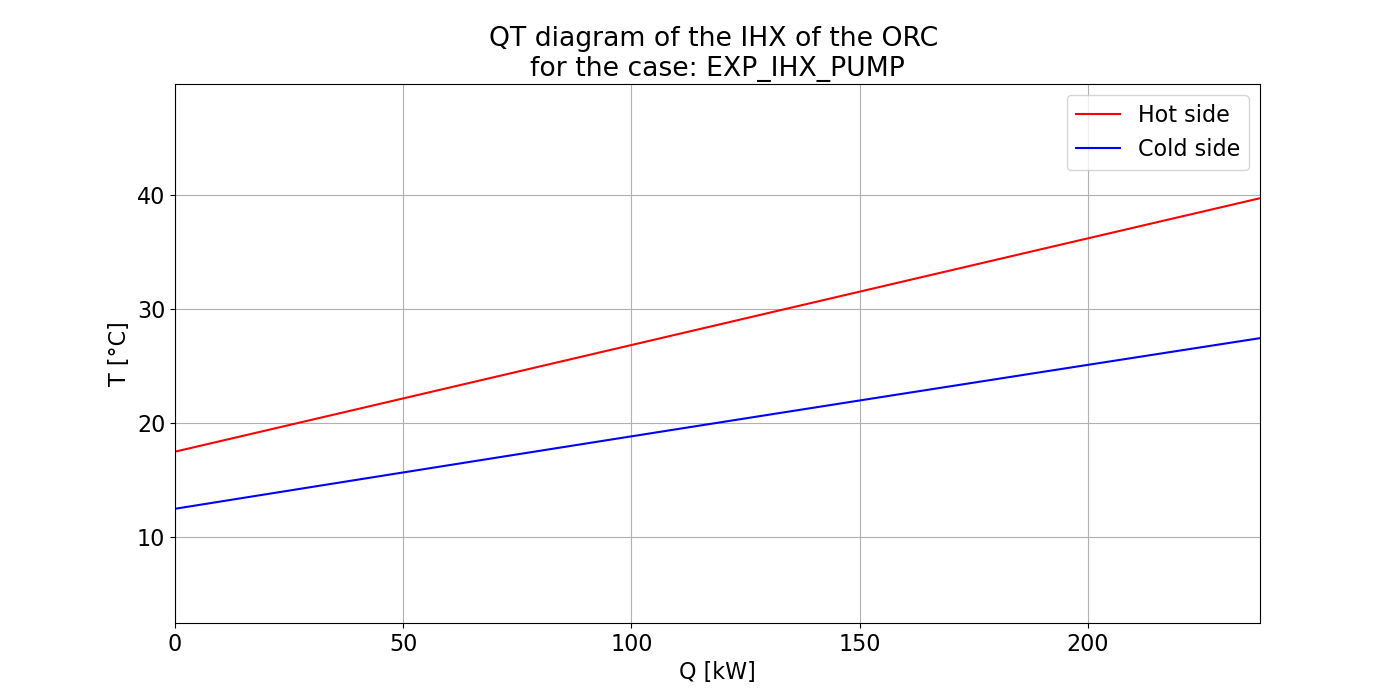 QT diagram of the IHX of the ORC
for the case: EXP_IHX_PUMP
Hot side
Cold side
T [°C]
40
30
20
10
0
50
100
150
200
Q [kW]